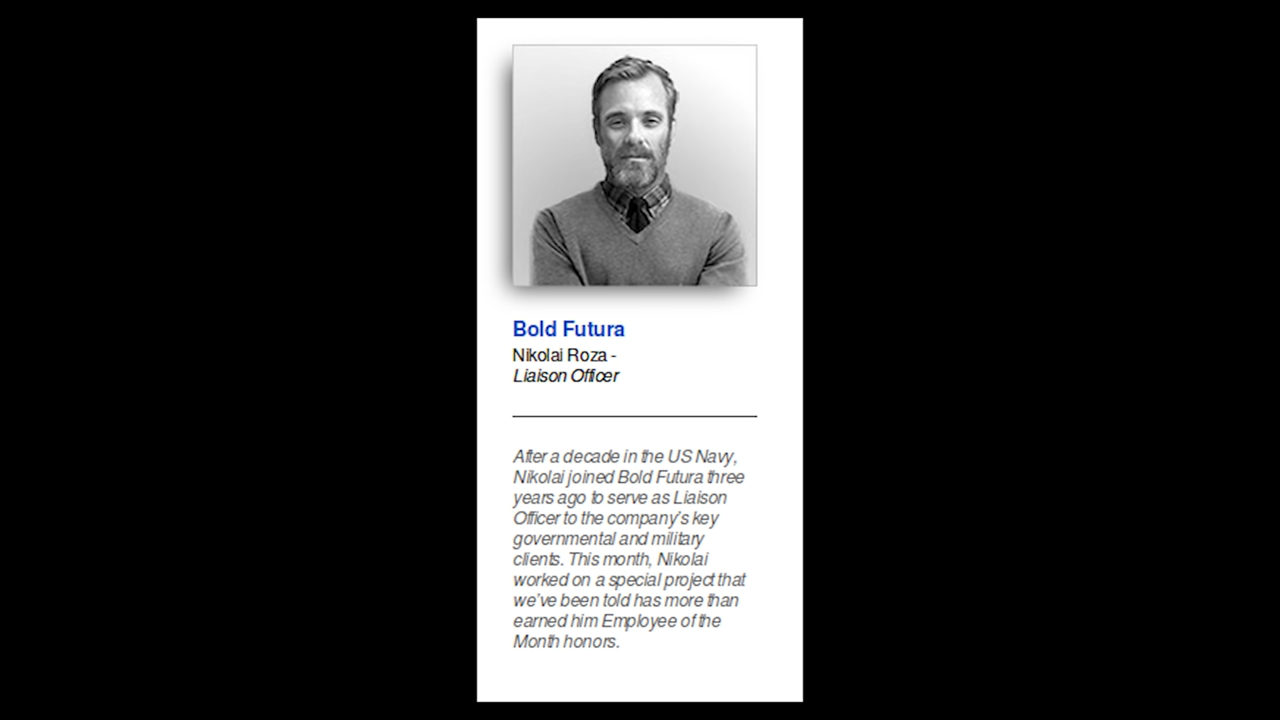 Bold Futura
Nikolai Roza -
Liaison Officer
After a decade in the US Navy,
Nikolai joined Bold Futura three
years ago to serve as Liaison
Officer to the company's key
governmental and military
clients. This month, Nikolai
worked on a special project that
we've been told has more than
earned him Employee of the
Month honors.